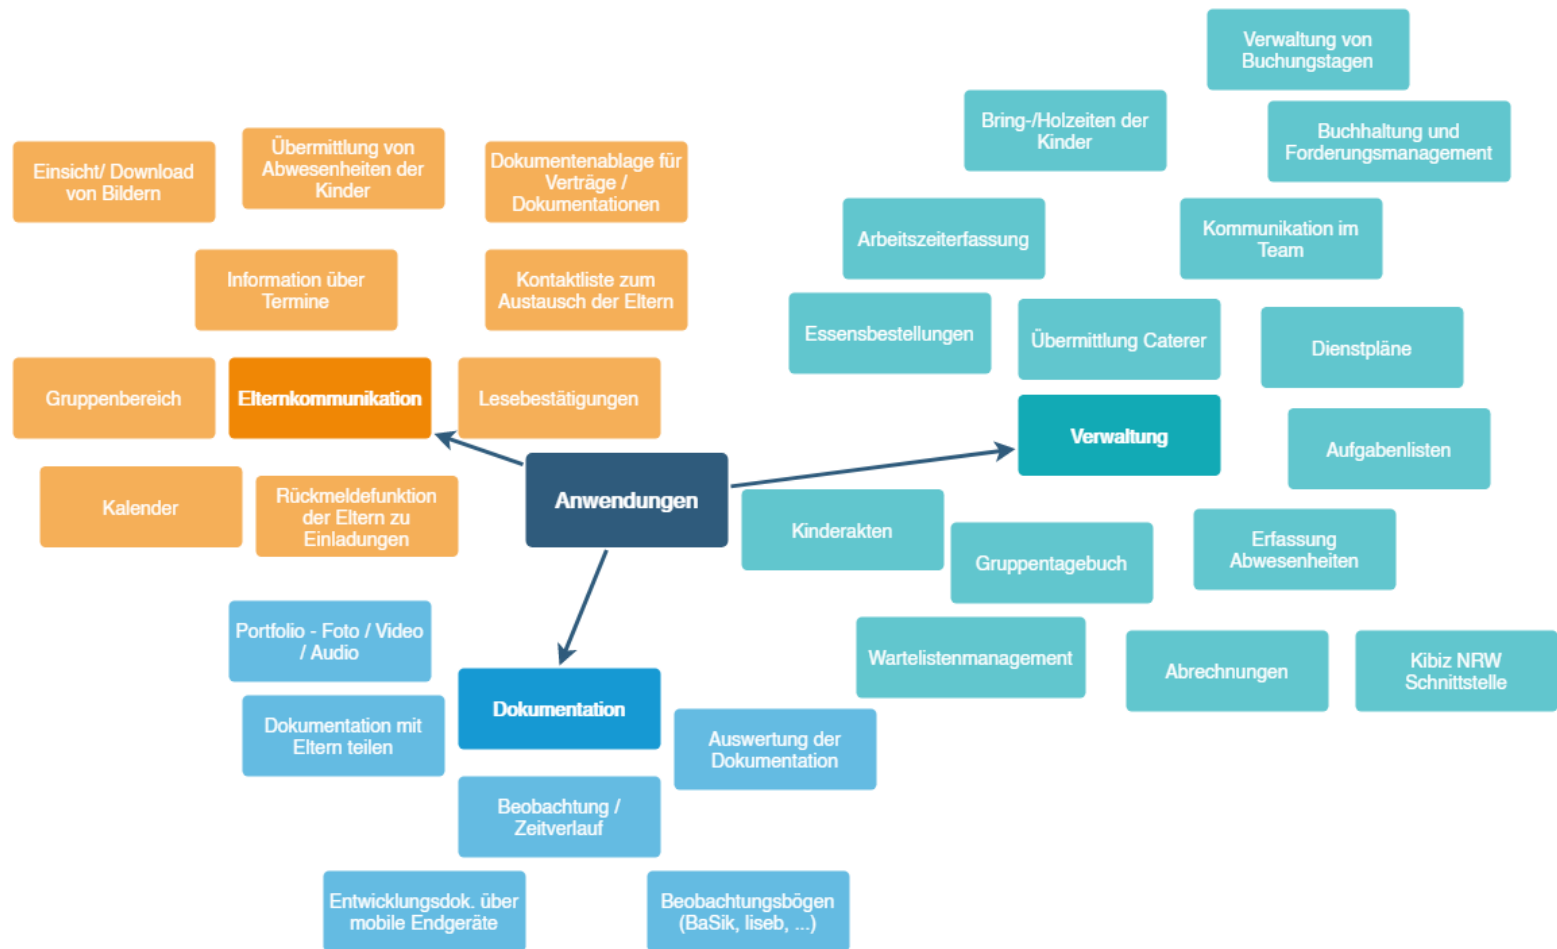 Verwaltung von
Buchungstagen
Bring-/Holzeiten der
Kinder
Buchhaltung und
Forderungsmanagement
Einsicht/ Download
von Bildern
Übermittlung von
Abwesenheiten der
Kinder
Dokumentenablage für
Verträge /
Dokumentationen
Arbeitszeiterfassung
Kommunikation im
Team
Information über
Termine
Kontaktliste zum
Austausch der Eltern
Essensbestellungen
Übermittlung Caterer
Dienstpläne
Gruppenbereich
Elternkommunikation
Lesebestätigungen
Verwaltung
Aufgabenlisten
Anwendungen
Kalender
Rückmeldefunktion
der Eltern zu
Einladungen
Kinderakten
Gruppentagebuch
Erfassung
Abwesenheiten
Portfolio - Foto / Video
/ Audio
Wartelistenmanagement
Abrechnungen
Kibiz NRW
Schnittstelle
Dokumentation
Dokumentation mit
Eltern teilen
Auswertung der
Dokumentation
Beobachtung /
Zeitverlauf
Entwicklungsdok. über
mobile Endgeräte
Beobachtungsbögen
(BaSik, liseb, ...)